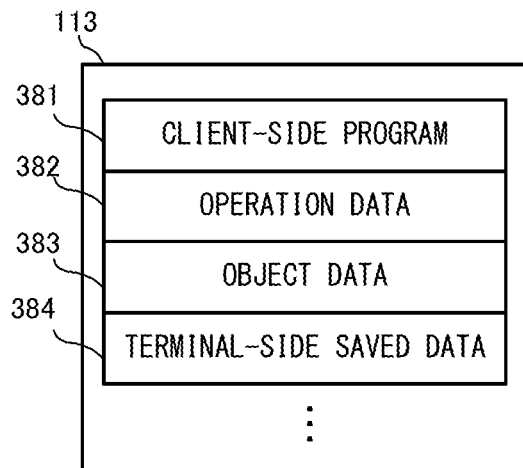 113
381
CLIENT-SIDE PROGRAM
382
OPERATION DATA
383
OBJECT DATA
384
TERMINAL-SIDE SAVED DATA